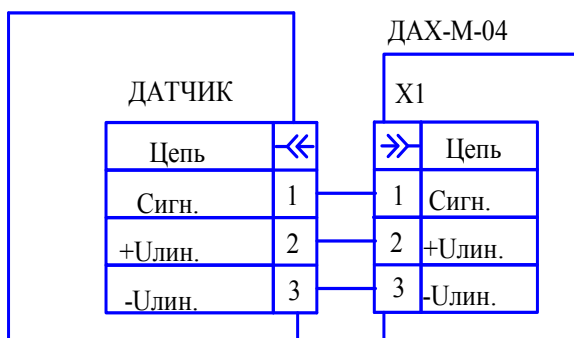 ДАХ-М-04
ДАТЧИК X1
Цепь Цепь
Сигн. 1 1 Сигн.
+Uлин. 2 2 +Uлин.
-Uлин. 3 3 -Uлин.